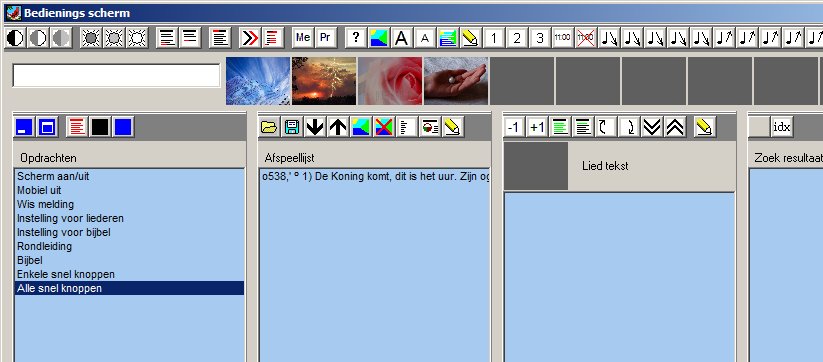 Bedienings scherm
Me Pr ? A A 1 2 3 11:00 11:00
-1 +1 idx
Opdrachten
Afspeellijst
Lied tekst
Zoek resultaat
Scherm aan/uit
Mobiel uit
Wis melding
Instelling voor liederen
Instelling voor bijbel
Rondleiding
Bijbel
Enkele snel knoppen
Alle snel knoppen
o538,' º 1) De Koning komt, dit is het uur. Zijn og